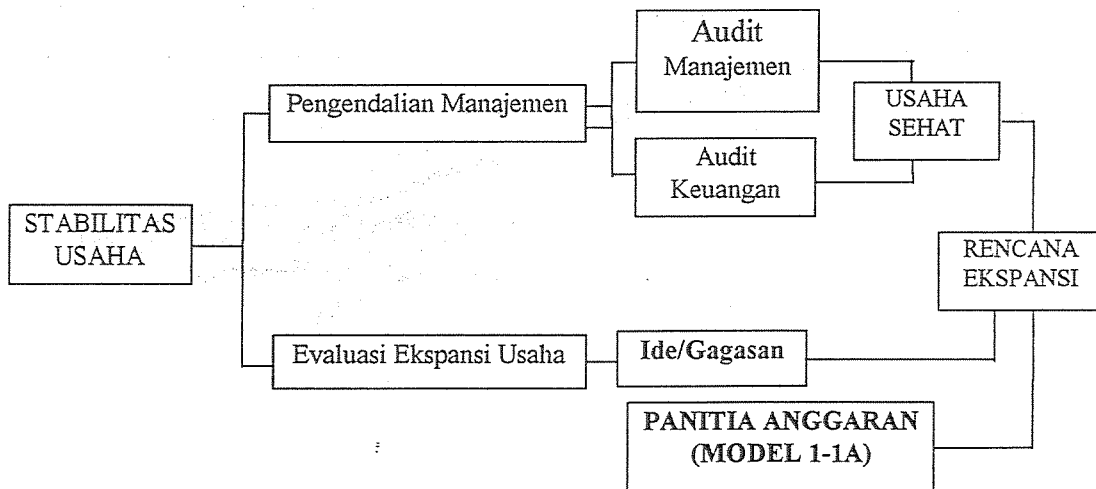 Audit
Manajemen
Pengendalian Manajemen
USAHA
SEHAT
Audit
Keuangan
STABILITAS
USAHA
RENCANA
EKSPANSI
Evaluasi Ekspansi Usaha
Ide/Gagasan
PANITIA ANGGARAN
(MODEL 1-1A)